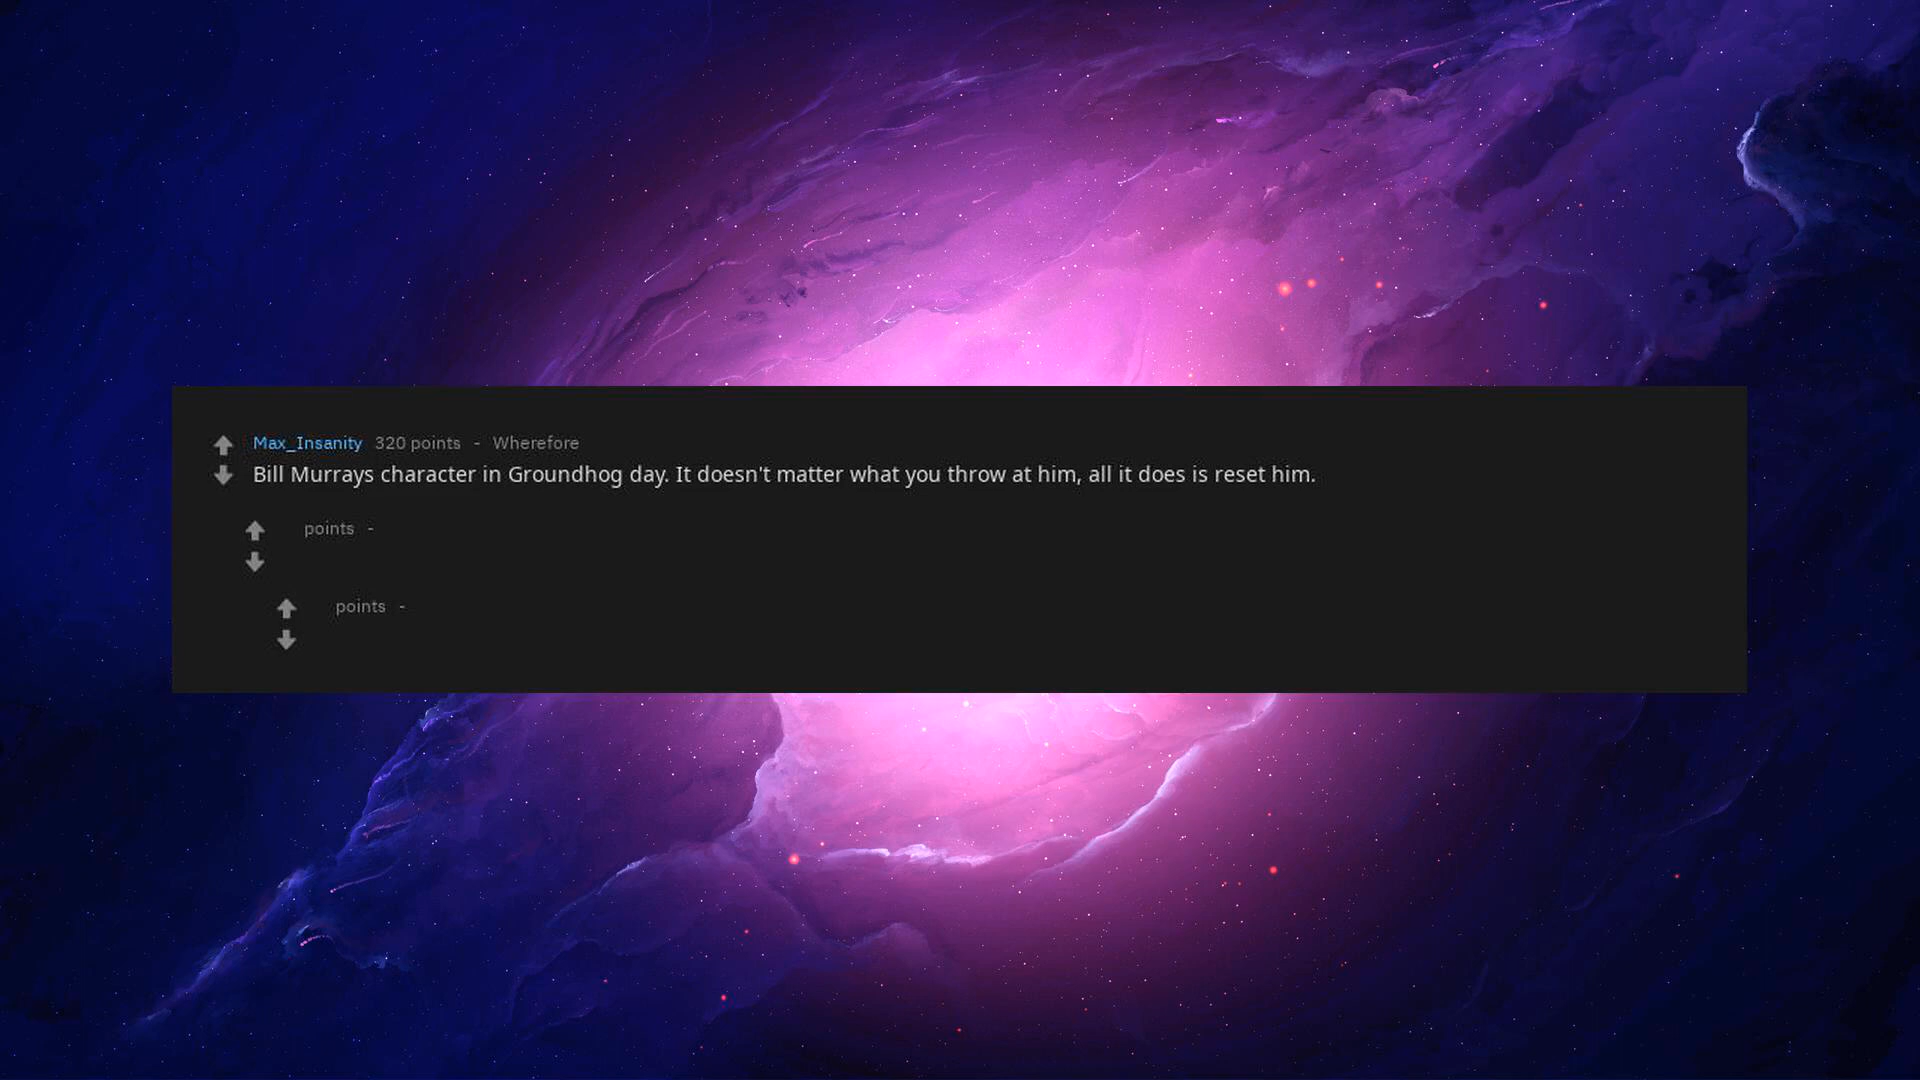 Max_Insanity 320 points - Wherefore
Bill Murrays character in Groundhog day. It doesn't matter what you throw at him, all it does is reset him.
points -
points -